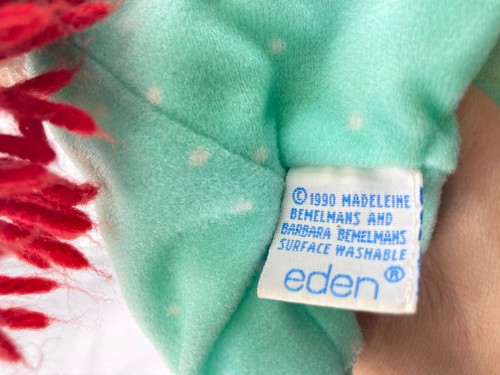 ©1990 MADELEINE
BEMELMANS AND
BARBARA BEMELMANS
SURFACE WASHABLE
eden®